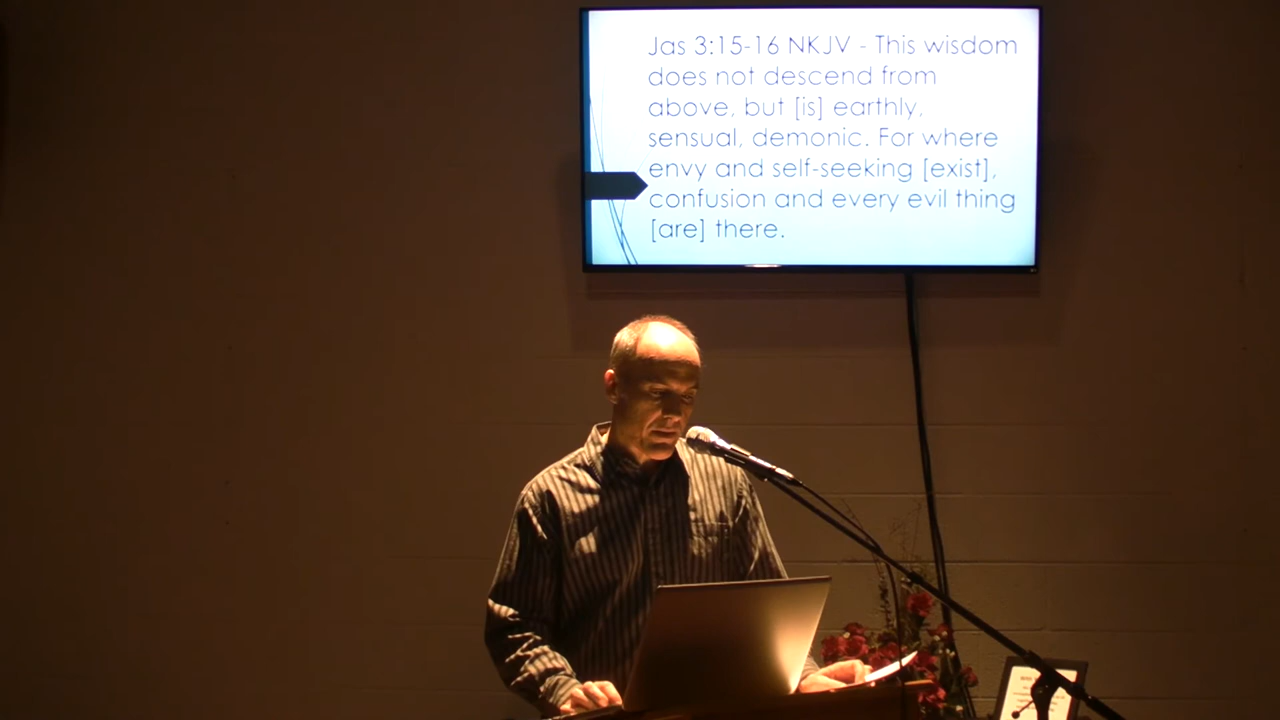 Jas 3:15-16 NKJV - This wisdom
does not descend from
above, but [is] earthly,
sensual, demonic. For where
envy and self-seeking [exist],
confusion and every evil thing
[are] there.